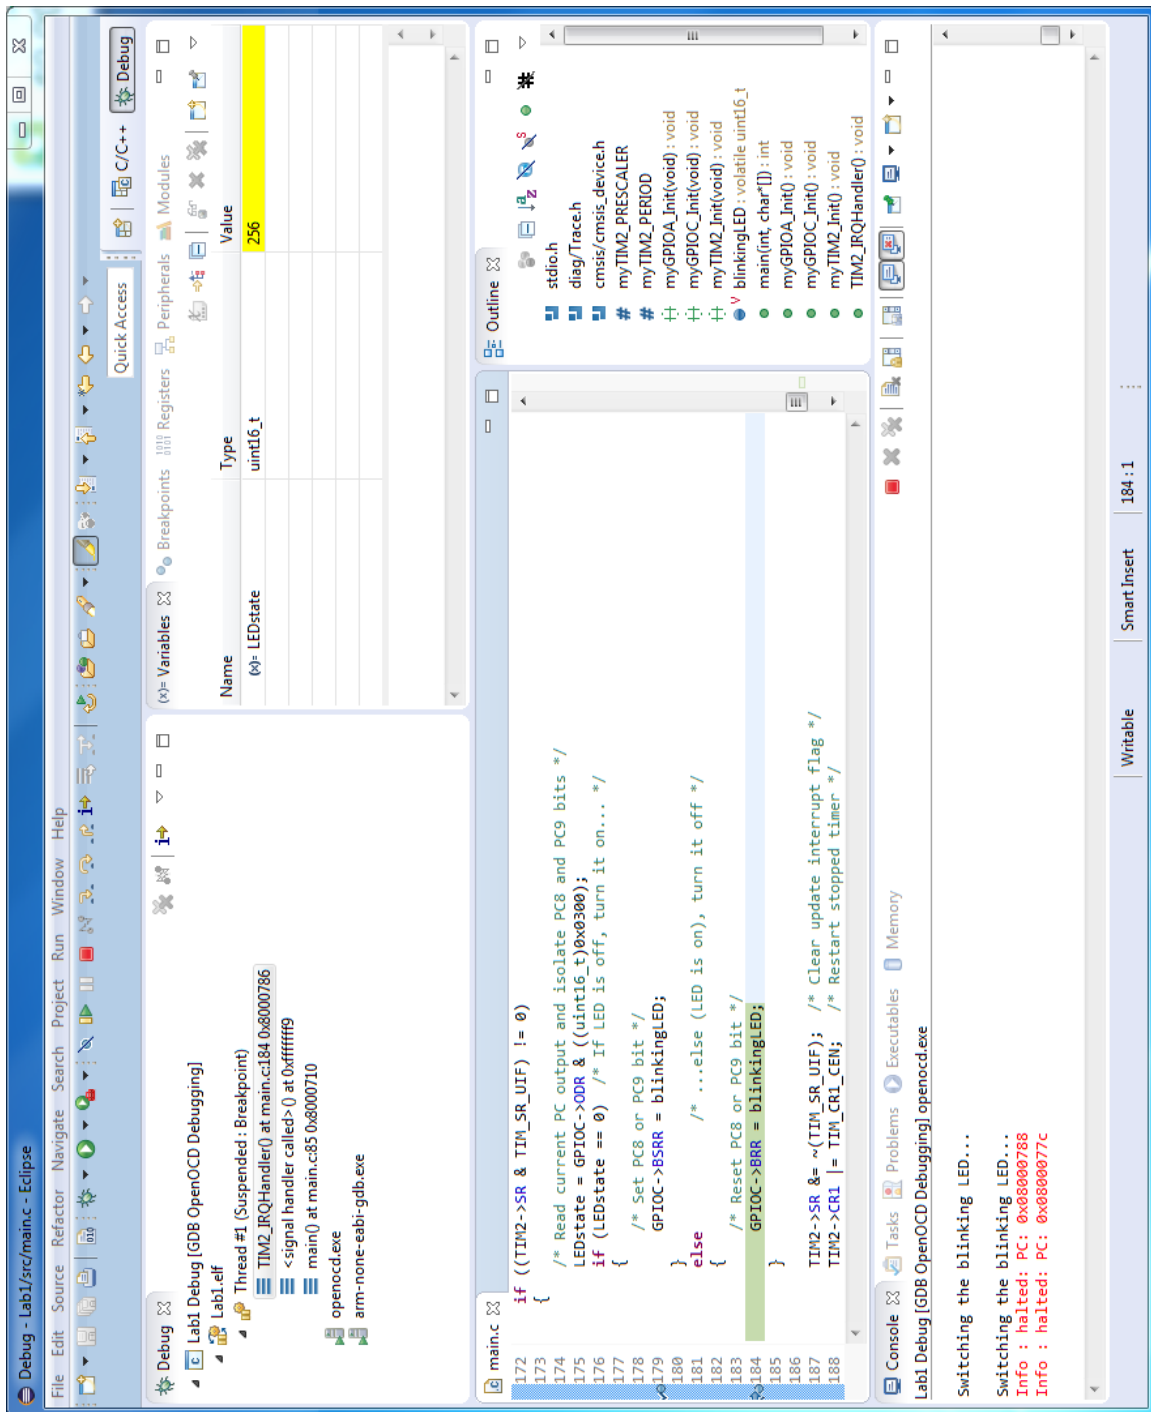 Debug - Lab1/src/main.c - Eclipse
File Edit Source Refactor Navigate Search Project Run Window Help
Quick Access
C/C++
Debug
Debug
Lab1 Debug [GDB OpenOCD Debugging]
Lab1.elf
Thread #1 (Suspended : Breakpoint)
TIM2_IRQHandler() at main.c:184 0x8000786
<signal handler called>() at 0xfffffff9
main() at main.c:85 0x8000710
openocd.exe
arm-none-eabi-gdb.exe
(x)= Variables
Breakpoints
1010 0101 Registers
Peripherals
Modules
Name Type Value
(x)= LEDstate uint16_t 256
main.c
172 if ((TIM2->SR & TIM_SR_UIF) != 0)
173 {
174 /* Read current PC output and isolate PC8 and PC9 bits */
175 LEDstate = GPIOC->ODR & ((uint16_t)0x0300);
176 if (LEDstate == 0) /* If LED is off, turn it on... */
177 {
178 /* Set PC8 or PC9 bit */
179 GPIOC->BSRR = blinkingLED;
180 }
181 else /* ...else (LED is on), turn it off */
182 {
183 /* Reset PC8 or PC9 bit */
184 GPIOC->BRR = blinkingLED;
185 }
186
187 TIM2->SR &= ~(TIM_SR_UIF); /* Clear update interrupt flag */
188 TIM2->CR1 |= TIM_CR1_CEN; /* Restart stopped timer */
Outline
stdio.h
diag/Trace.h
cmsis/cmsis_device.h
# myTIM2_PRESCALER
# myTIM2_PERIOD
myGPIOA_Init(void) : void
myGPIOC_Init(void) : void
myTIM2_Init(void) : void
V blinkingLED : volatile uint16_t
main(int, char*[]) : int
myGPIOA_Init() : void
myGPIOC_Init() : void
myTIM2_Init() : void
TIM2_IRQHandler() : void
Console
Tasks
Problems
Executables
Memory
Lab1 Debug [GDB OpenOCD Debugging] openocd.exe
Switching the blinking LED...
Switching the blinking LED...
Info : halted: PC: 0x08000788
Info : halted: PC: 0x0800077c
Writable
Smart Insert
184 : 1